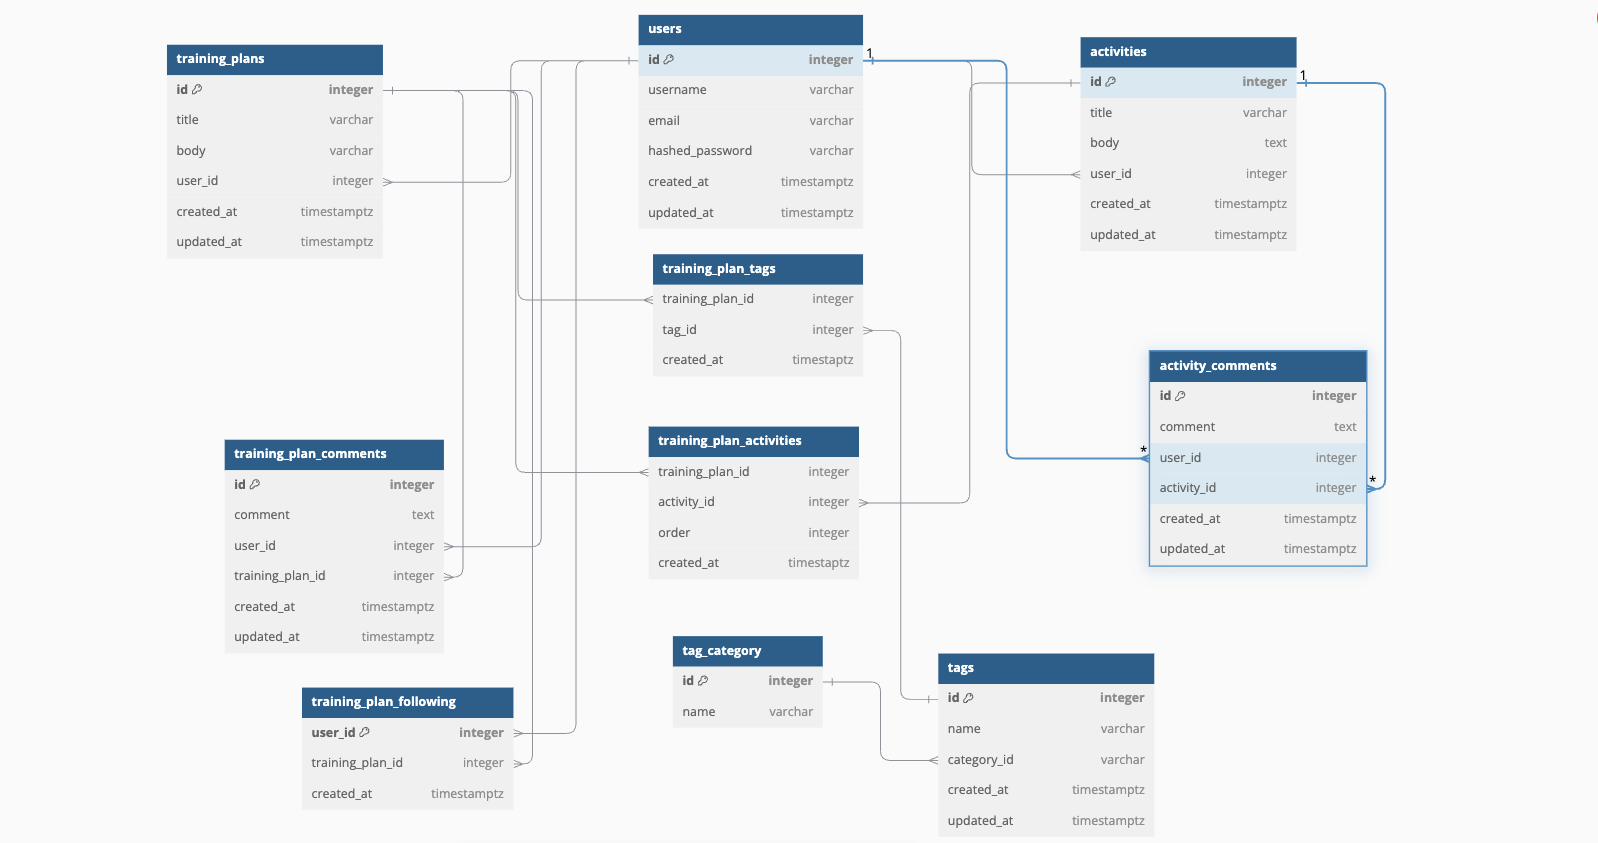 training_plans
id integer
title varchar
body varchar
user_id integer
created_at timestamptz
updated_at timestamptz
users
id integer
username varchar
email varchar
hashed_password varchar
created_at timestamptz
updated_at timestamptz
1
activities
id integer
title varchar
body text
user_id integer
created_at timestamptz
updated_at timestamptz
1
training_plan_tags
training_plan_id integer
tag_id integer
created_at timestaptz
activity_comments
id integer
comment text
* user_id integer
activity_id integer *
created_at timestamptz
updated_at timestamptz
training_plan_comments
id integer
comment text
user_id integer
training_plan_id integer
created_at timestamptz
updated_at timestamptz
training_plan_activities
training_plan_id integer
activity_id integer
order integer
created_at timestaptz
training_plan_following
user_id integer
training_plan_id integer
created_at timestamptz
tag_category
id integer
name varchar
tags
id integer
name varchar
category_id varchar
created_at timestamptz
updated_at timestamptz